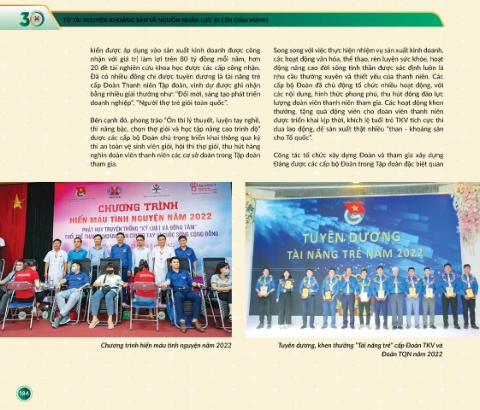 30 TỪ TÀI NGUYÊN KHOÁNG SẢN VÀ NGUỒN NHÂN LỰC ĐI LÊN GIÀU MẠNH
kiến được áp dụng vào sản xuất kinh doanh được công
nhận với giá trị làm lợi trên 80 tỷ đồng mỗi năm, hơn
20 đề tài nghiên cứu khoa học được các cấp công nhận.
Đã có nhiều đồng chí được tuyên dương là tài năng trẻ
cấp Đoàn Thanh niên Tập đoàn, vinh dự được ghi nhận
bằng nhiều giải thưởng như: "Đổi mới, sáng tạo phát triển
doanh nghiệp", "Người thợ trẻ giỏi toàn quốc".
Bên cạnh đó, phong trào "Ôn thi lý thuyết, luyện tay nghề,
thi nâng bậc, chọn thợ giỏi và học tập nâng cao trình độ"
được các cấp bộ Đoàn chú trọng triển khai thông qua kỳ
thi an toàn vệ sinh viên giỏi, hội thi thợ giỏi, thu hút hàng
nghìn đoàn viên thanh niên các cơ sở đoàn trong Tập đoàn
tham gia.
Song song với việc thực hiện nhiệm vụ sản xuất kinh doanh,
các hoạt động văn hóa, thể thao, rèn luyện sức khỏe, hoạt
động nâng cao đời sống tinh thần được xác định luôn là
nhu cầu thường xuyên và thiết yếu của thanh niên. Các
cấp bộ Đoàn đã chủ động tổ chức nhiều hoạt động, với
các nội dung, hình thức phong phú, thu hút đông đảo lực
lượng đoàn viên thanh niên tham gia. Các hoạt động khen
thưởng, tặng quà động viên cho đoàn viên thanh niên
được triển khai kịp thời, khích lệ tuổi trẻ TKV tích cực thi
đua lao động, để sản xuất thật nhiều "than - khoáng sản
cho Tổ quốc".
Công tác tổ chức xây dựng Đoàn và tham gia xây dựng
Đảng được các cấp bộ Đoàn trong Tập đoàn đặc biệt quan
CHƯƠNG TRÌNH
HIẾN MÁU TÌNH NGUYỆN NĂM 2022
PHÁT HUY TRUYỀN THỐNG "KỶ LUẬT VÀ ĐỒNG TÂM"
TUYÊN DƯƠNG
TÀI NĂNG TRẺ NĂM 2022
Chương trình hiến máu tình nguyện năm 2022
Tuyên dương, khen thưởng "Tài năng trẻ" cấp Đoàn TKV và
Đoàn TQN năm 2022
184